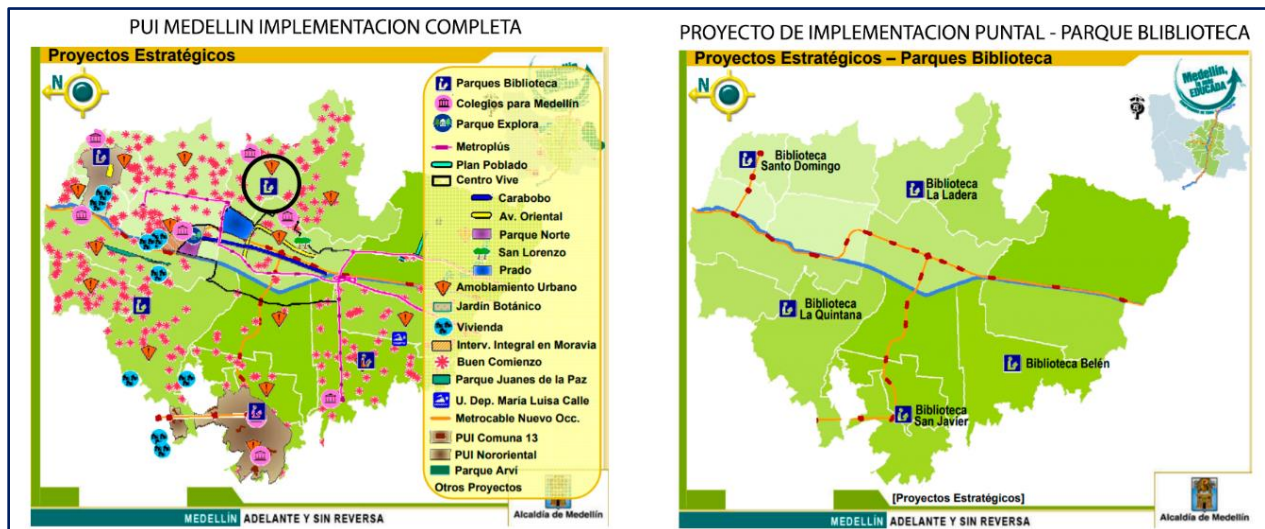 PUI MEDELLIN IMPLEMENTACION COMPLETA
Proyectos Estratégicos
N
Parques Biblioteca
Colegios para Medellín
Parque Explora
Metroplús
Plan Poblado
Centro Vive
Carabobo
Av. Oriental
Parque Norte
San Lorenzo
Prado
Amoblamiento Urbano
Jardín Botánico
Vivienda
Interv. Integral en Moravia
Buen Comienzo
Parque Juanes de la Paz
U. Dep. María Luisa Calle
Metrocable Nuevo Occ.
PUI Comuna 13
PUI Nororiental
Parque Arví
Otros Proyectos
Alcaldía de Medellín
MEDELLÍN ADELANTE Y SIN REVERSA
PROYECTO DE IMPLEMENTACION PUNTAL - PARQUE BLIBLIOTECA
Proyectos Estratégicos – Parques Biblioteca
N
Medellín,
la más
EDUCADA
Biblioteca
Santo Domingo
Biblioteca
La Ladera
Biblioteca
La Quintana
Biblioteca Belén
Biblioteca
San Javier
[Proyectos Estratégicos]
Alcaldía de Medellín
MEDELLÍN ADELANTE Y SIN REVERSA